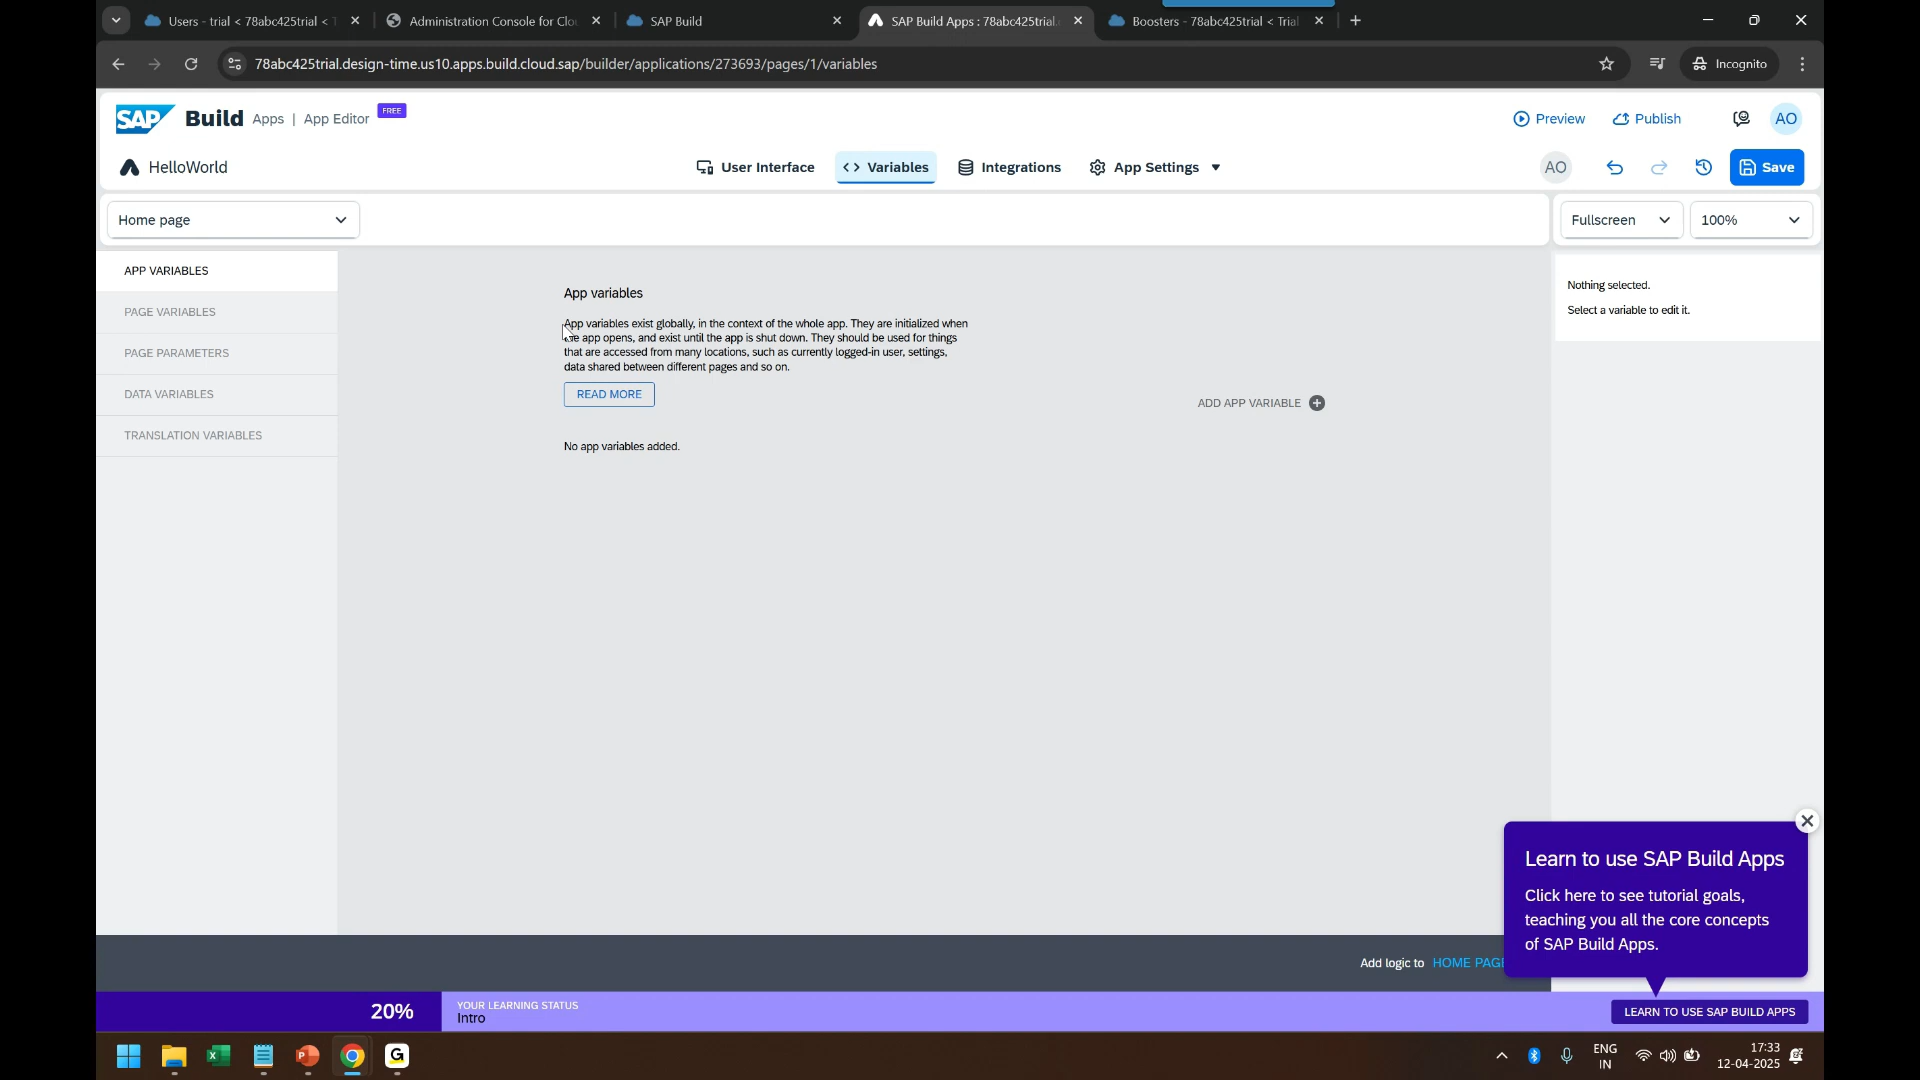 Users - trial < 78abc425trial < T
Administration Console for Clou
SAP Build
SAP Build Apps : 78abc425trial.
Boosters - 78abc425trial < Trial
78abc425trial.design-time.us10.apps.build.cloud.sap/builder/applications/273693/pages/1/variables
Incognito
SAP Build Apps | App Editor FREE
Preview
Publish
AO
HelloWorld
User Interface
Variables
Integrations
App Settings
AO
Save
Home page
Fullscreen
100%
APP VARIABLES
PAGE VARIABLES
PAGE PARAMETERS
DATA VARIABLES
TRANSLATION VARIABLES
App variables
App variables exist globally, in the context of the whole app. They are initialized when
the app opens, and exist until the app is shut down. They should be used for things
that are accessed from many locations, such as currently logged-in user, settings,
data shared between different pages and so on.
READ MORE
ADD APP VARIABLE
No app variables added.
Nothing selected.
Select a variable to edit it.
Learn to use SAP Build Apps
Click here to see tutorial goals,
teaching you all the core concepts
of SAP Build Apps.
Add logic to HOME PAGE
20%
YOUR LEARNING STATUS
Intro
LEARN TO USE SAP BUILD APPS
ENG
IN
17:33
12-04-2025